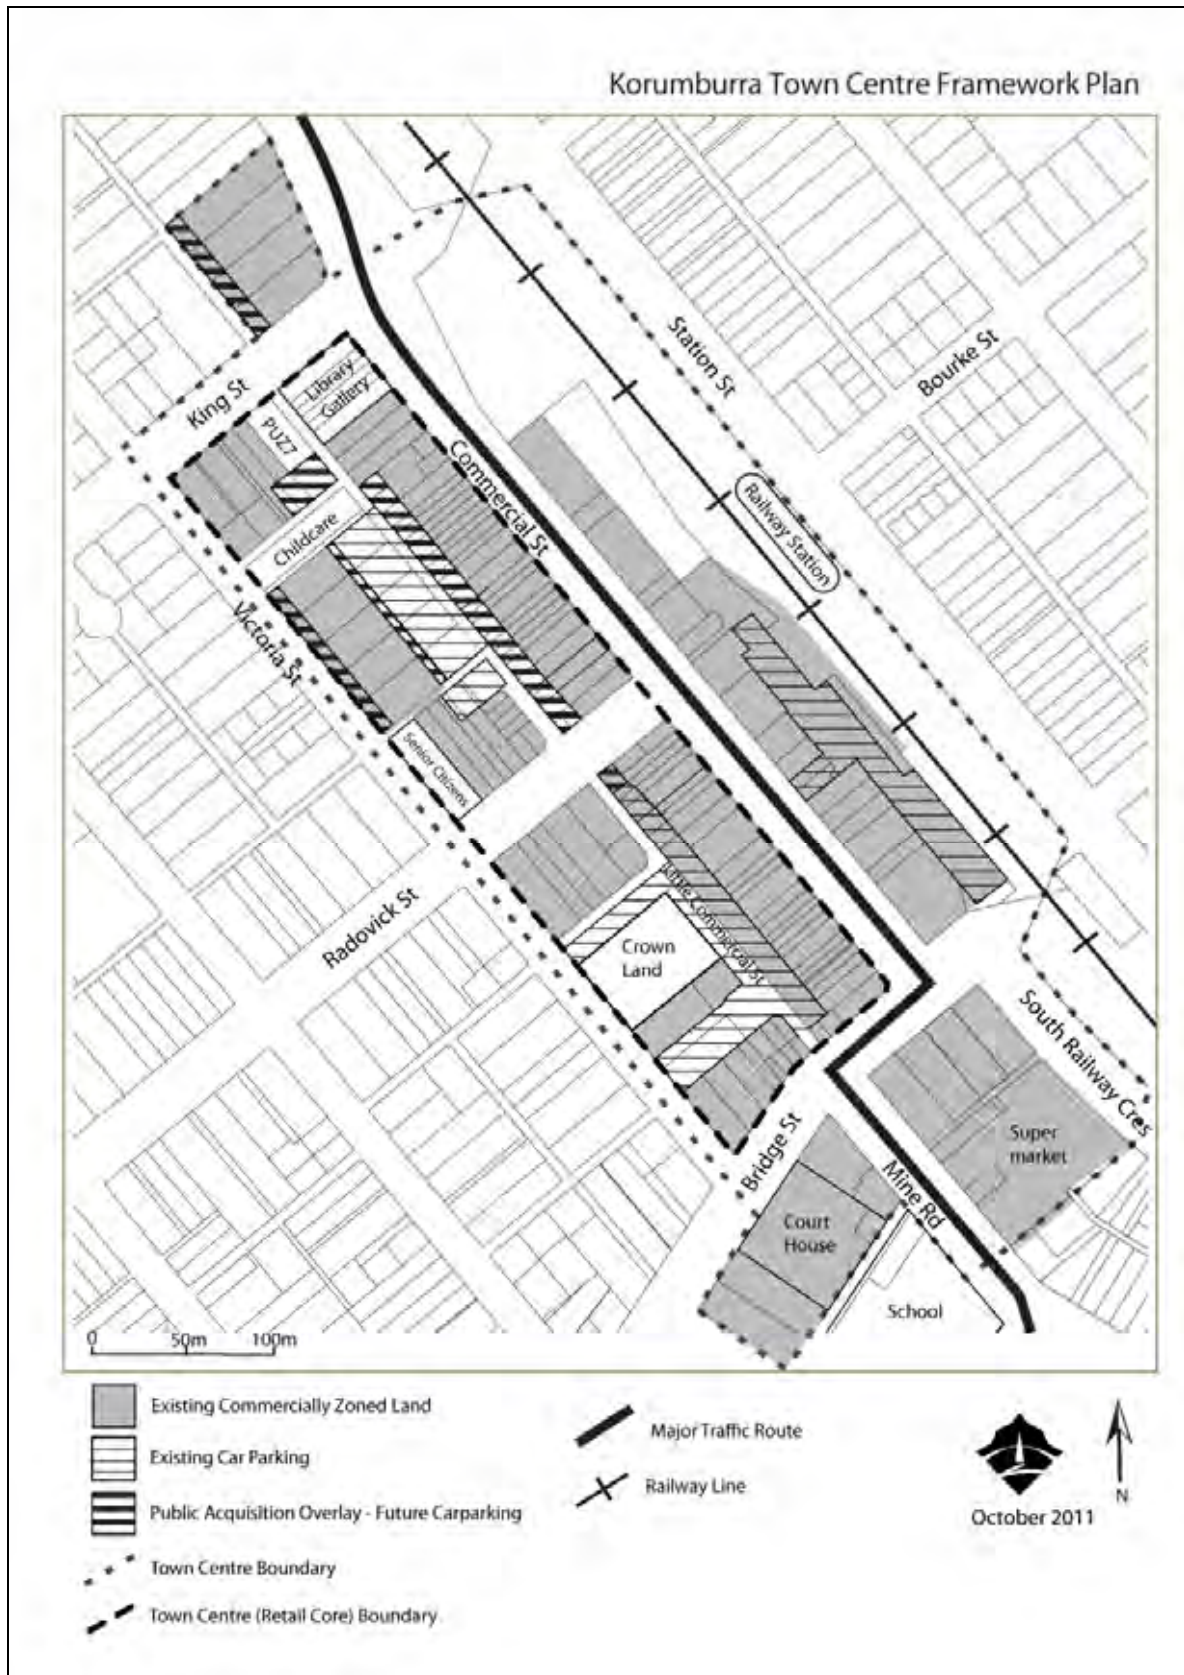 Korumburra Town Centre Framework Plan
Station St
Bourke St
King St
Library
Gallery
PUZ7
Commercial St
Railway Station
Childcare
Victoria St
Senior Citizens
Radovick St
Little Commercial St
Crown
Land
South Railway Cres
Super
market
Bridge St
Mine Rd
Court
House
School
0 50m 100m
Existing Commercially Zoned Land
Existing Car Parking
Public Acquisition Overlay - Future Carparking
Town Centre Boundary
Town Centre (Retail Core) Boundary
Major Traffic Route
Railway Line
October 2011
N